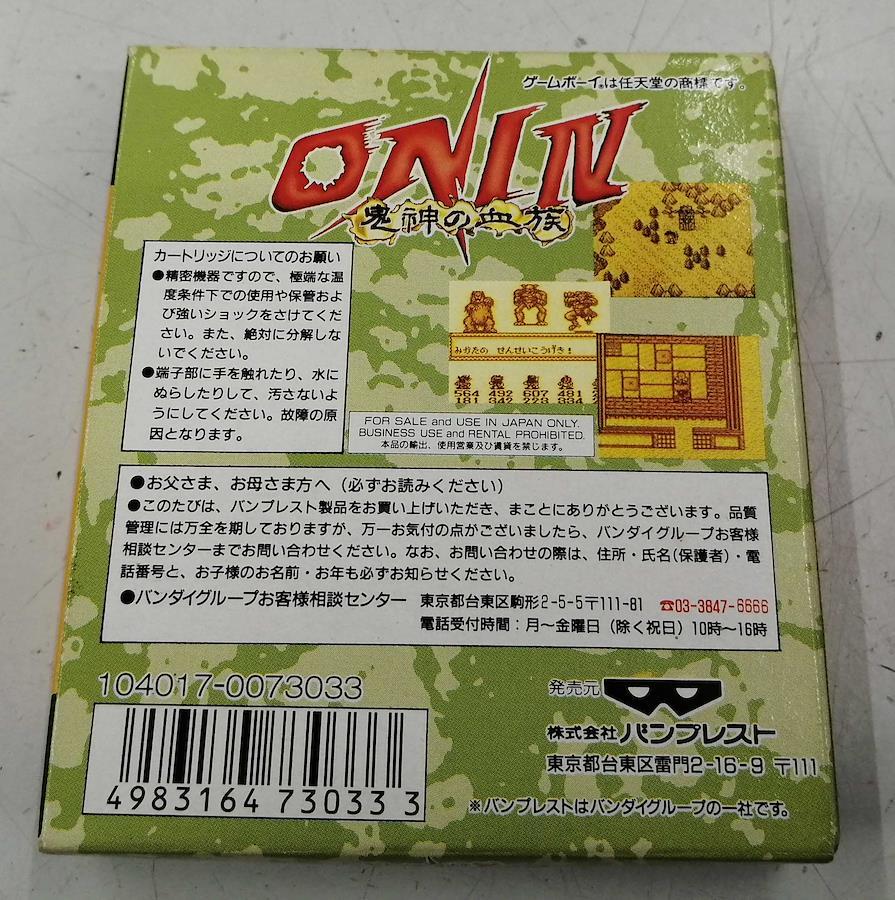 ゲームボーイ®は任天堂の商標です。
ONI IV
鬼神の血族
カートリッジについてのお願い
●精密機器ですので、極端な温
度条件下での使用や保管およ
び強いショックをさけてくだ
さい。また、絶対に分解しな
いでください。
●端子部に手を触れたり、水に
ぬらしたりして、汚さないよ
うにしてください。故障の原
因となります。
みかたの せんせいこうげき!
564 492 607 481
181 342 229 334
FOR SALE and USE IN JAPAN ONLY.
BUSINESS USE and RENTAL PROHIBITED.
本品の輸出、使用営業及び賃貸を禁じます。
●お父さま、お母さま方へ(必ずお読みください)
●このたびは、バンプレスト製品をお買い上げいただき、まことにありがとうございます。品質
管理には万全を期しておりますが、万一お気付の点がございましたら、バンダイグループお客様
相談センターまでお問い合わせください。なお、お問い合わせの際は、住所・氏名(保護者)・電
話番号と、お子様のお名前・お年も必ずお知らせください。
●バンダイグループお客様相談センター 東京都台東区駒形2-5-5〒111-81 ☎03-3847-6666
電話受付時間:月〜金曜日(除く祝日)10時〜16時
104017-0073033
発売元
株式会社バンプレスト
東京都台東区雷門2-16-9 〒111
4983164 730333
※バンプレストはバンダイグループの一社です。